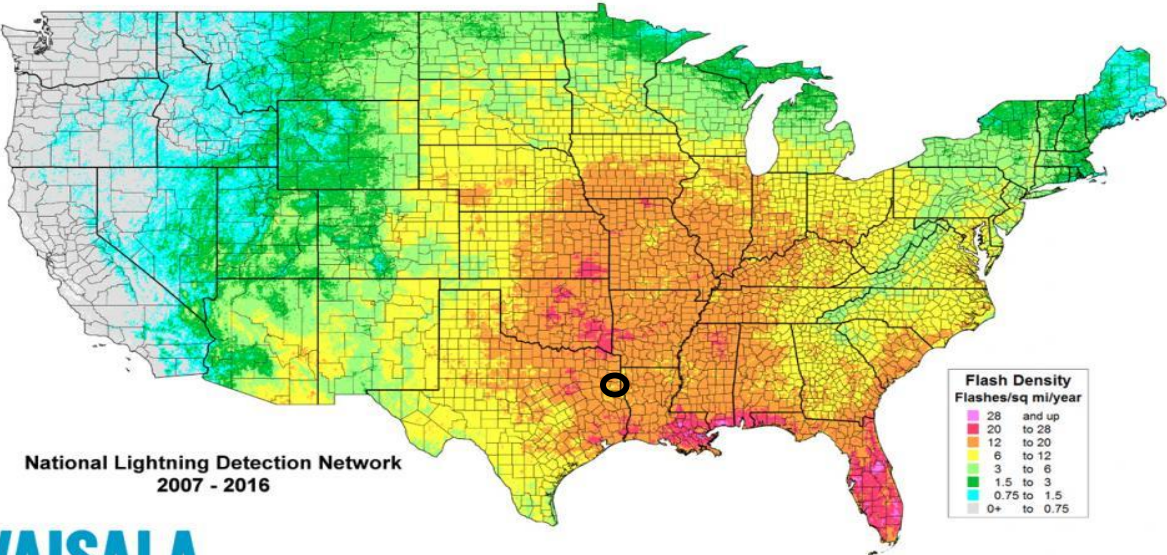 National Lightning Detection Network
2007 - 2016
VAISALA
Flash Density
Flashes/sq mi/year
28 and up
20 to 28
12 to 20
6 to 12
3 to 6
1.5 to 3
0.75 to 1.5
0+ to 0.75